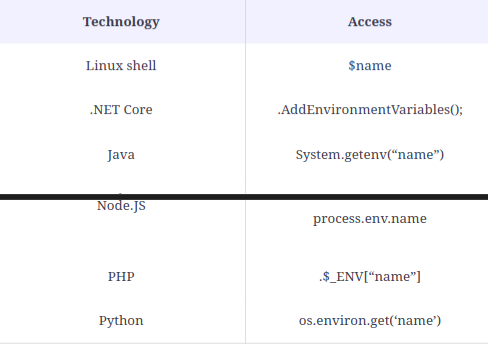 Technology Access
Linux shell $name
.NET Core .AddEnvironmentVariables();
Java System.getenv(“name”)
Node.JS process.env.name
PHP .$_ENV[“name”]
Python os.environ.get(‘name’)